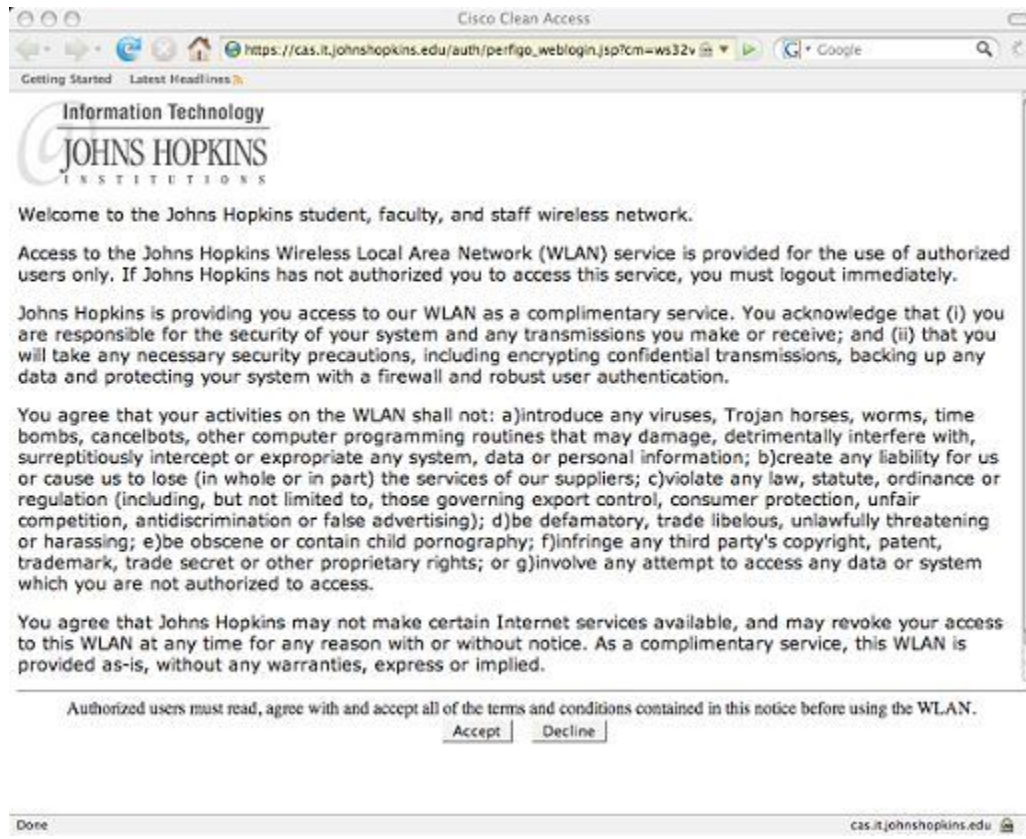 Cisco Clean Access
https://cas.it.johnshopkins.edu/auth/perfigo_weblogin.jsp?cm=ws32v
G Google
Getting Started Latest Headlines
Information Technology
@ JOHNS HOPKINS
INSTITUTIONS
Welcome to the Johns Hopkins student, faculty, and staff wireless network.
Access to the Johns Hopkins Wireless Local Area Network (WLAN) service is provided for the use of authorized
users only. If Johns Hopkins has not authorized you to access this service, you must logout immediately.
Johns Hopkins is providing you access to our WLAN as a complimentary service. You acknowledge that (i) you
are responsible for the security of your system and any transmissions you make or receive; and (ii) that you
will take any necessary security precautions, including encrypting confidential transmissions, backing up any
data and protecting your system with a firewall and robust user authentication.
You agree that your activities on the WLAN shall not: a)introduce any viruses, Trojan horses, worms, time
bombs, cancelbots, other computer programming routines that may damage, detrimentally interfere with,
surreptitiously intercept or expropriate any system, data or personal information; b)create any liability for us
or cause us to lose (in whole or in part) the services of our suppliers; c)violate any law, statute, ordinance or
regulation (including, but not limited to, those governing export control, consumer protection, unfair
competition, antidiscrimination or false advertising); d)be defamatory, trade libelous, unlawfully threatening
or harassing; e)be obscene or contain child pornography; f)infringe any third party's copyright, patent,
trademark, trade secret or other proprietary rights; or g)involve any attempt to access any data or system
which you are not authorized to access.
You agree that Johns Hopkins may not make certain Internet services available, and may revoke your access
to this WLAN at any time for any reason with or without notice. As a complimentary service, this WLAN is
provided as-is, without any warranties, express or implied.
Authorized users must read, agree with and accept all of the terms and conditions contained in this notice before using the WLAN.
Accept Decline
Done cas.it.johnshopkins.edu